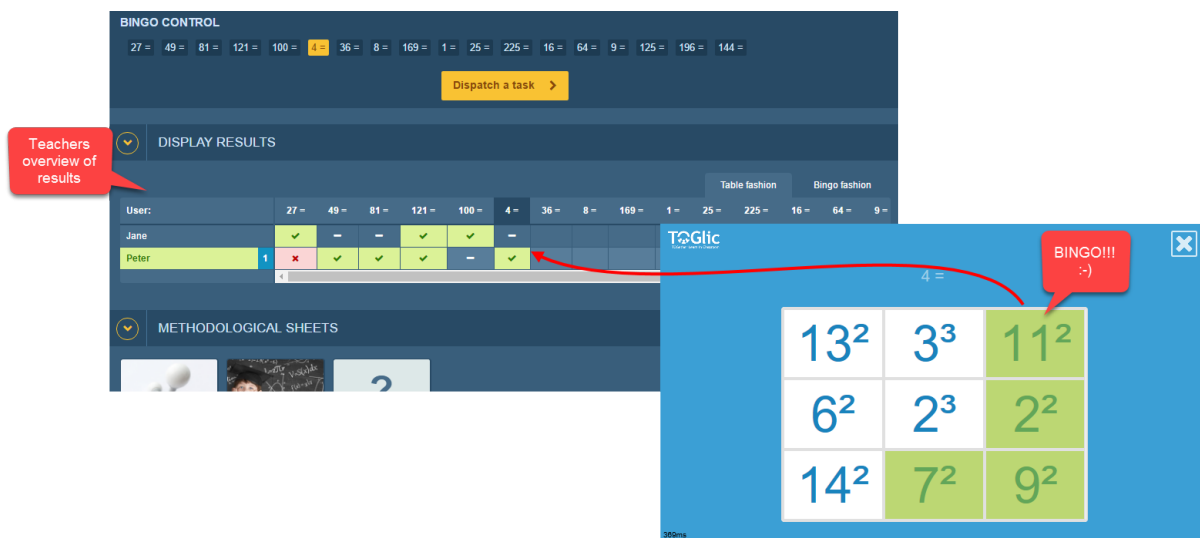 BINGO CONTROL
27 = 49 = 81 = 121 = 100 = 4 = 36 = 8 = 169 = 1 = 25 = 225 = 16 = 64 = 9 = 125 = 196 = 144 =
Dispatch a task
Teachers
overview of
results
DISPLAY RESULTS
Table fashion Bingo fashion
User: 27 = 49 = 81 = 121 = 100 = 4 = 36 = 8 = 169 = 1 = 25 = 225 = 16 = 64 = 9 =
Jane
Peter 1
METHODOLOGICAL SHEETS
?
TOGlic
BINGO!!!
:-)
4 =
13² 3³ 11²
6² 2³ 2²
14² 7² 9²
369ms